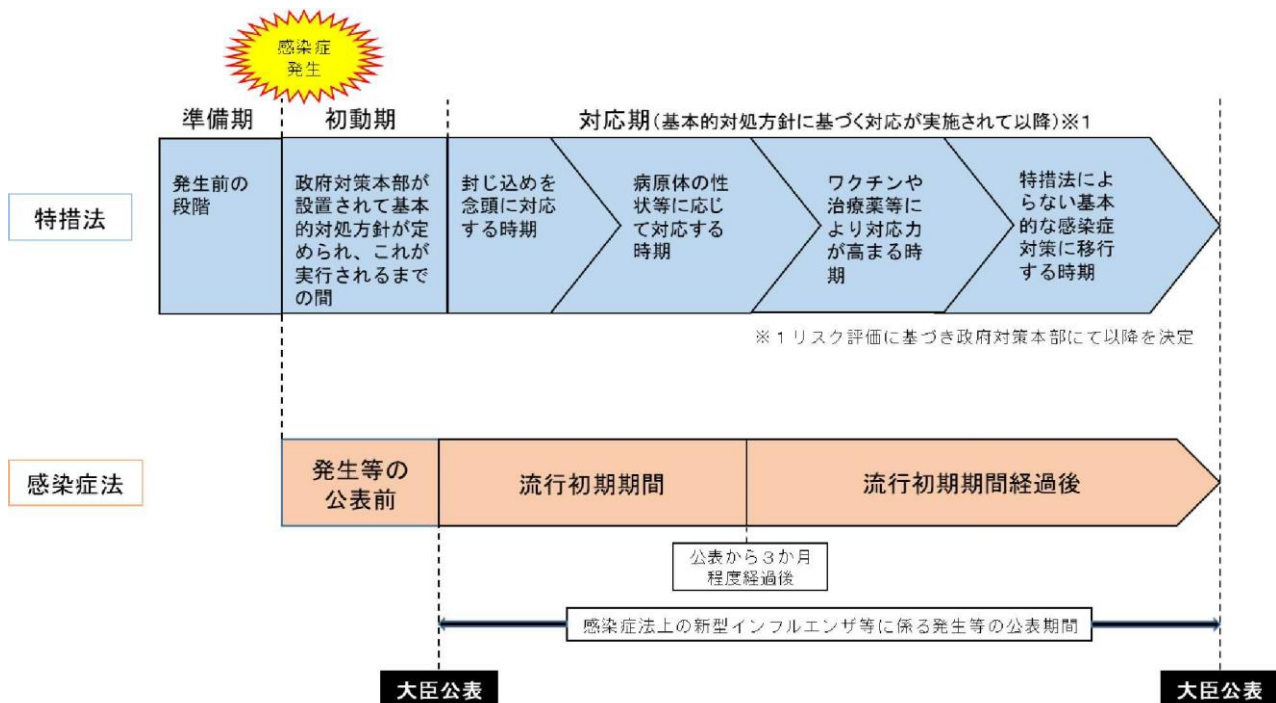 感染症
発生
準備期
初動期
対応期(基本的対処方針に基づく対応が実施されて以降)※1
特措法
発生前の
段階
政府対策本部が
設置されて基本
的対処方針が定
められ、これが
実行されるまで
の間
封じ込めを
念頭に対応
する時期
病原体の性
状等に応じ
て対応する
時期
ワクチンや
治療薬等に
より対応力
が高まる時
期
特措法によ
らない基本
的な感染症
対策に移行
する時期
※1リスク評価に基づき政府対策本部にて以降を決定
感染症法
発生等の
公表前
流行初期期間
流行初期期間経過後
公表から3か月
程度経過後
感染症法上の新型インフルエンザ等に係る発生等の公表期間
大臣公表
大臣公表